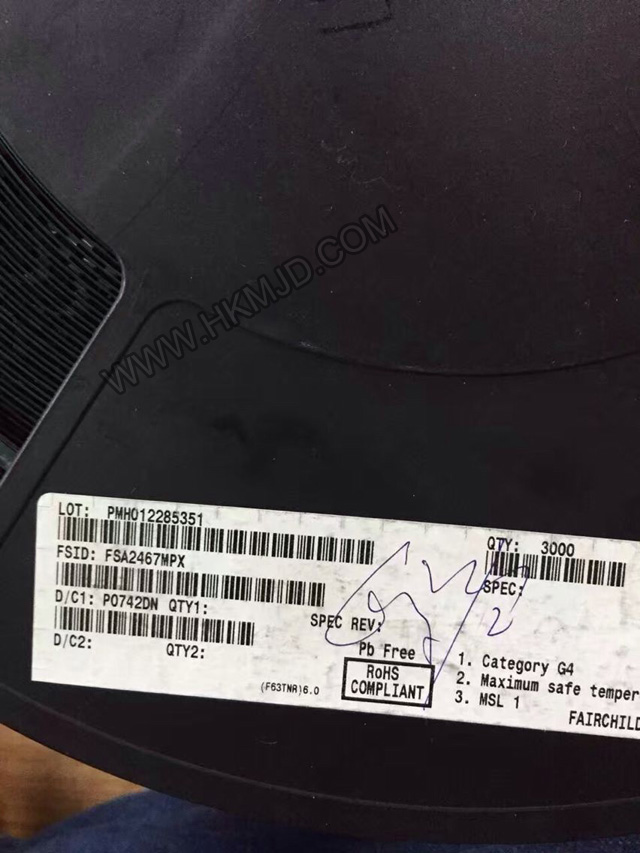 WWW.HKMJD.COM
LOT: PMH012285351
QTY: 3000
FSID: FSA2467MPX
SPEC:
D/C1: P0742DN QTY1:
SPEC REV:
D/C2: QTY2:
Pb Free
RoHS
COMPLIANT
(F63TNR)6.0
1. Category G4
2. Maximum safe temper
3. MSL 1
FAIRCHILD